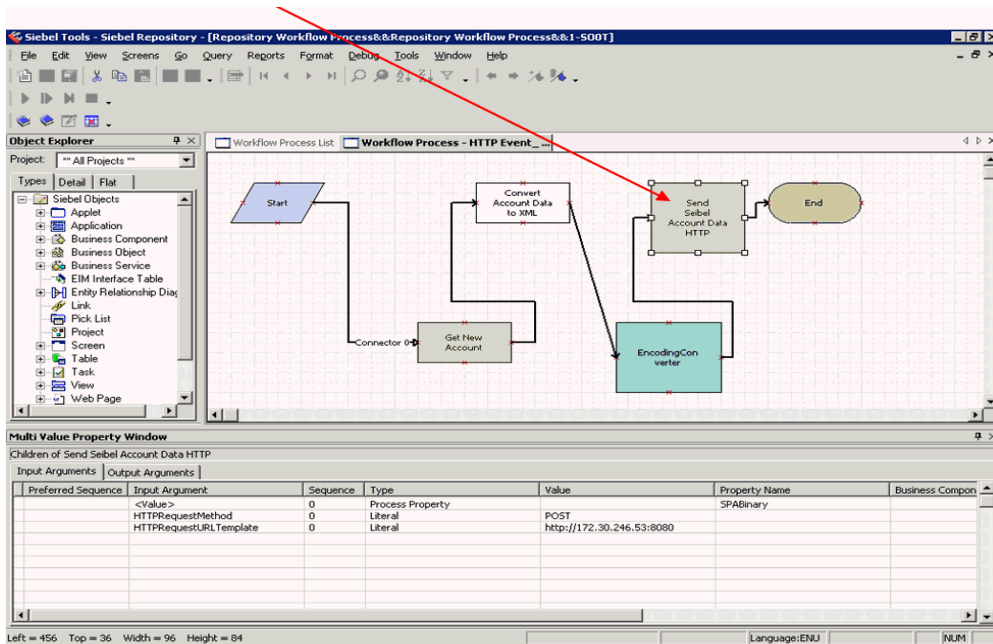 Siebel Tools - Siebel Repository - [Repository Workflow Process&&Repository Workflow Process&&1-SOOT]
File Edit View Screens Go Query Reports Format Debug Tools Window Help
Object Explorer
Project: ** All Projects **
Types Detail Flat
Siebel Objects
Applet
Application
Business Component
Business Object
Business Service
EIM Interface Table
Entity Relationship Diag
Link
Pick List
Project
Screen
Table
Task
View
Web Page
Workflow Process List Workflow Process - HTTP Event_...
Start
Convert
Account Data
to XML
Send
Seibel
Account Data
HTTP
End
Connector 0
Get New
Account
EncodingCon
verter
Multi Value Property Window
Children of Send Seibel Account Data HTTP
Input Arguments Output Arguments
Preferred Sequence Input Argument Sequence Type Value Property Name Business Compon
<Value> 0 Process Property SPABinary
HTTPRequestMethod 0 Literal POST
HTTPRequestURLTemplate 0 Literal http://172.30.246.53:8080
Left = 456 Top = 36 Width = 96 Height = 84 Language:ENU NUM